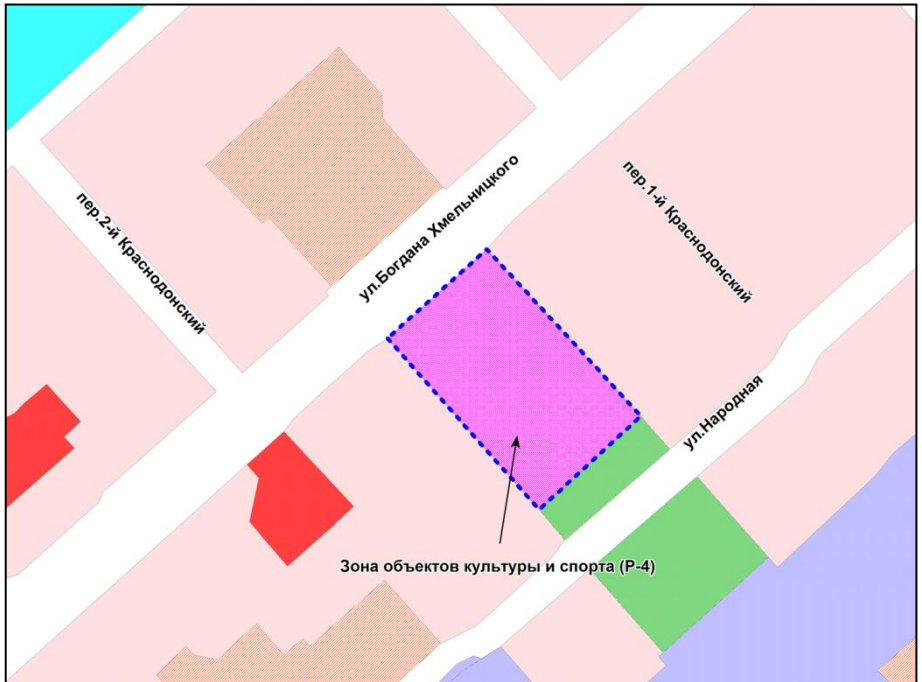 ул.Богдана Хмельницкого
пер.1-й Краснодонский
пер.2-й Краснодонский
ул.Народная
Зона объектов культуры и спорта (Р-4)